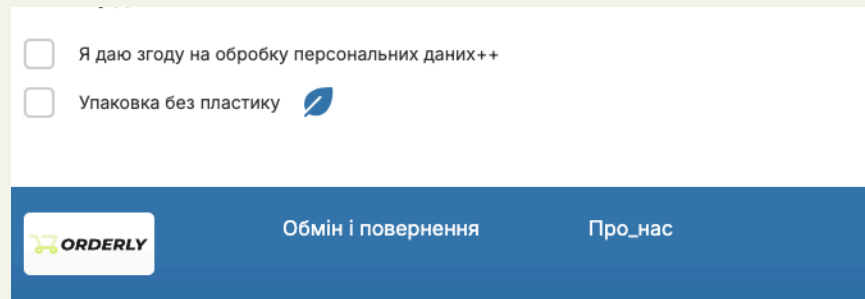 Я даю згоду на обробку персональних даних++
Упаковка без пластику
ORDERLY
Обмін і повернення
Про_нас